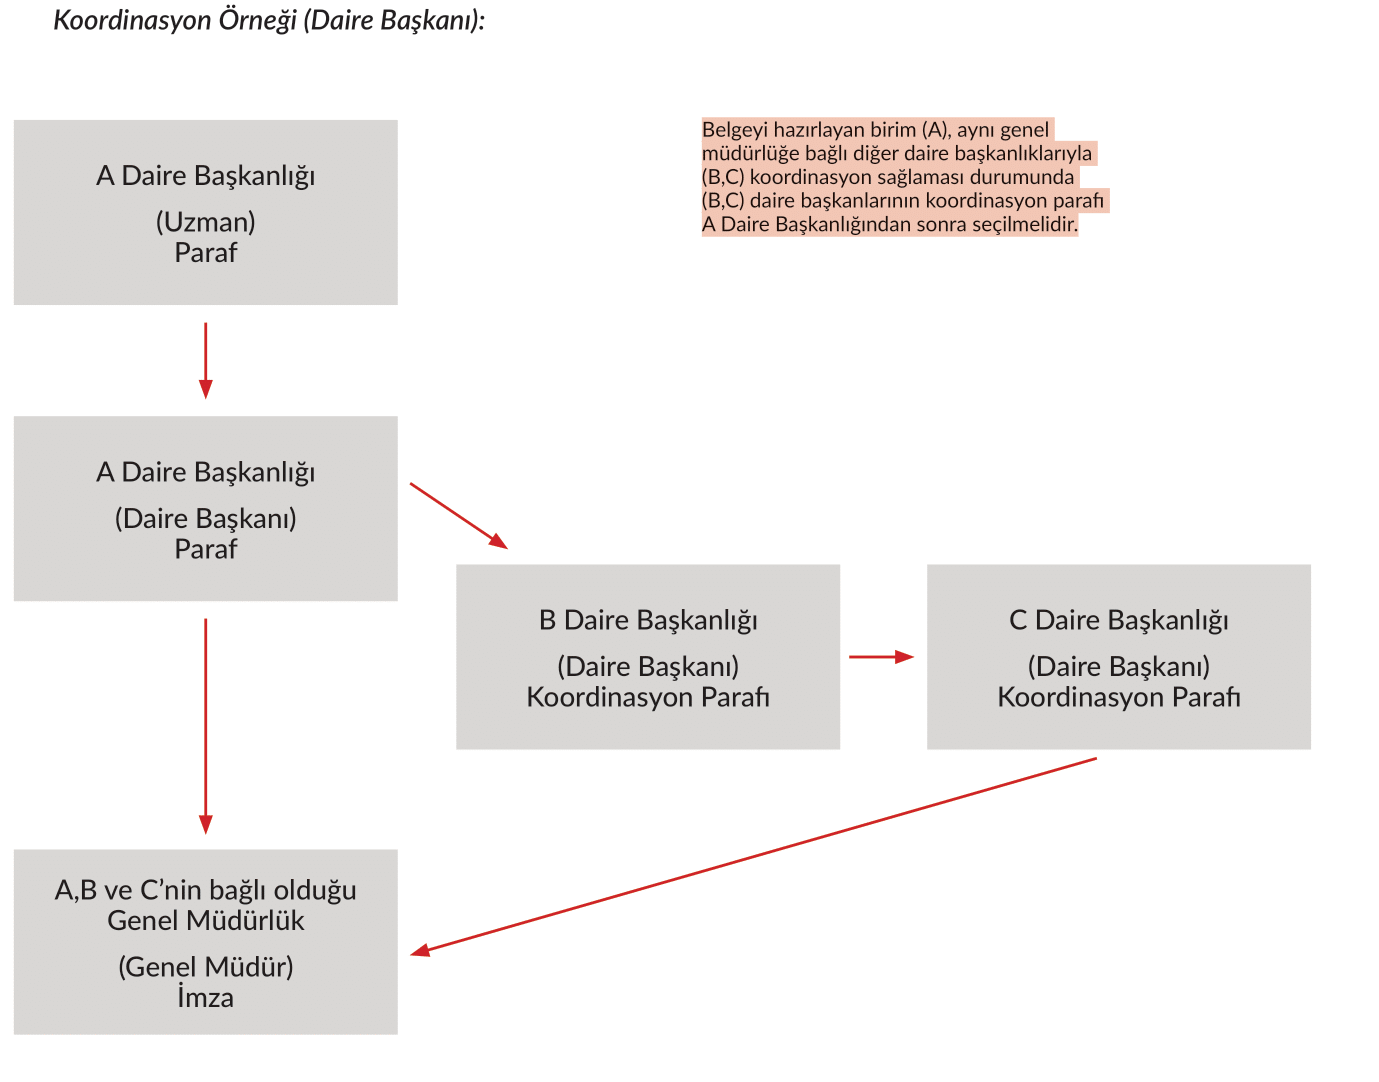 Koordinasyon Örneği (Daire Başkanı):
Belgeyi hazırlayan birim (A), aynı genel
müdürlüğe bağlı diğer daire başkanlıklarıyla
(B,C) koordinasyon sağlaması durumunda
(B,C) daire başkanlarının koordinasyon parafı
A Daire Başkanlığından sonra seçilmelidir.
A Daire Başkanlığı
(Uzman)
Paraf
A Daire Başkanlığı
(Daire Başkanı)
Paraf
B Daire Başkanlığı
(Daire Başkanı)
Koordinasyon Parafı
C Daire Başkanlığı
(Daire Başkanı)
Koordinasyon Parafı
A,B ve C’nin bağlı olduğu
Genel Müdürlük
(Genel Müdür)
İmza